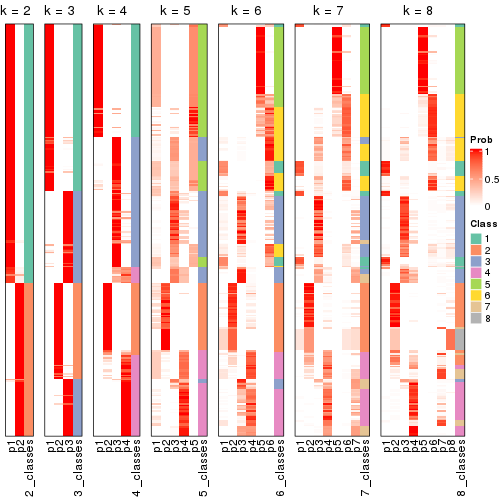 k = 2 k = 3 k = 4 k = 5 k = 6 k = 7 k = 8
Prob
1
0.5
0
Class
1
2
3
4
5
6
7
8
p1 p2 2_classes p1 p2 p3 3_classes p1 p2 p3 p4 4_classes p1 p2 p3 p4 p5 5_classes p1 p2 p3 p4 p5 p6 6_classes p1 p2 p3 p4 p5 p6 p7 7_classes p1 p2 p3 p4 p5 p6 p7 p8 8_classes